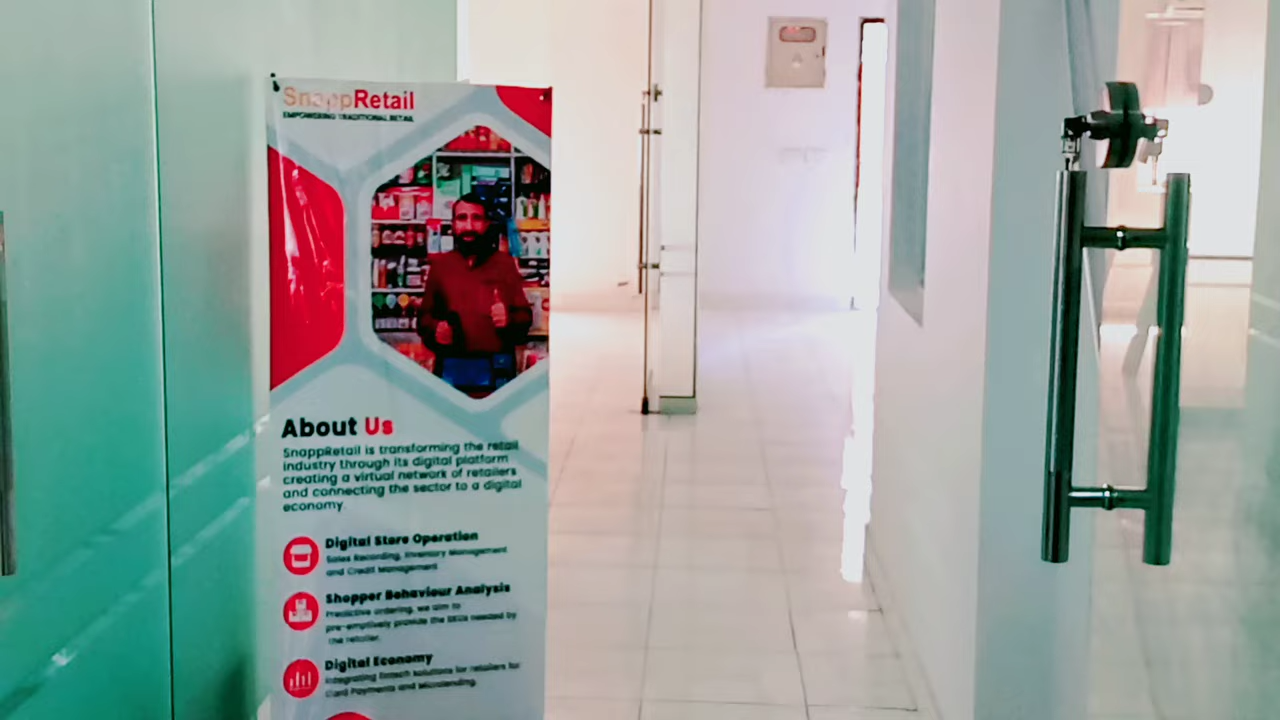 SnappRetail
EMPOWERING TRADITIONAL RETAIL
About Us
SnappRetail is transforming the retail
industry through its digital platform
creating a virtual network of retailers
and connecting the sector to a digital
economy.
Digital Store Operation
Sales Recording, Inventory Management
and Credit Management
Shopper Behaviour Analysis
Predictive ordering, we aim to
pre-emptively provide the SKUs needed by
the retailer.
Digital Economy
Integrating fintech solutions for retailers for
Card Payments and Microlending.